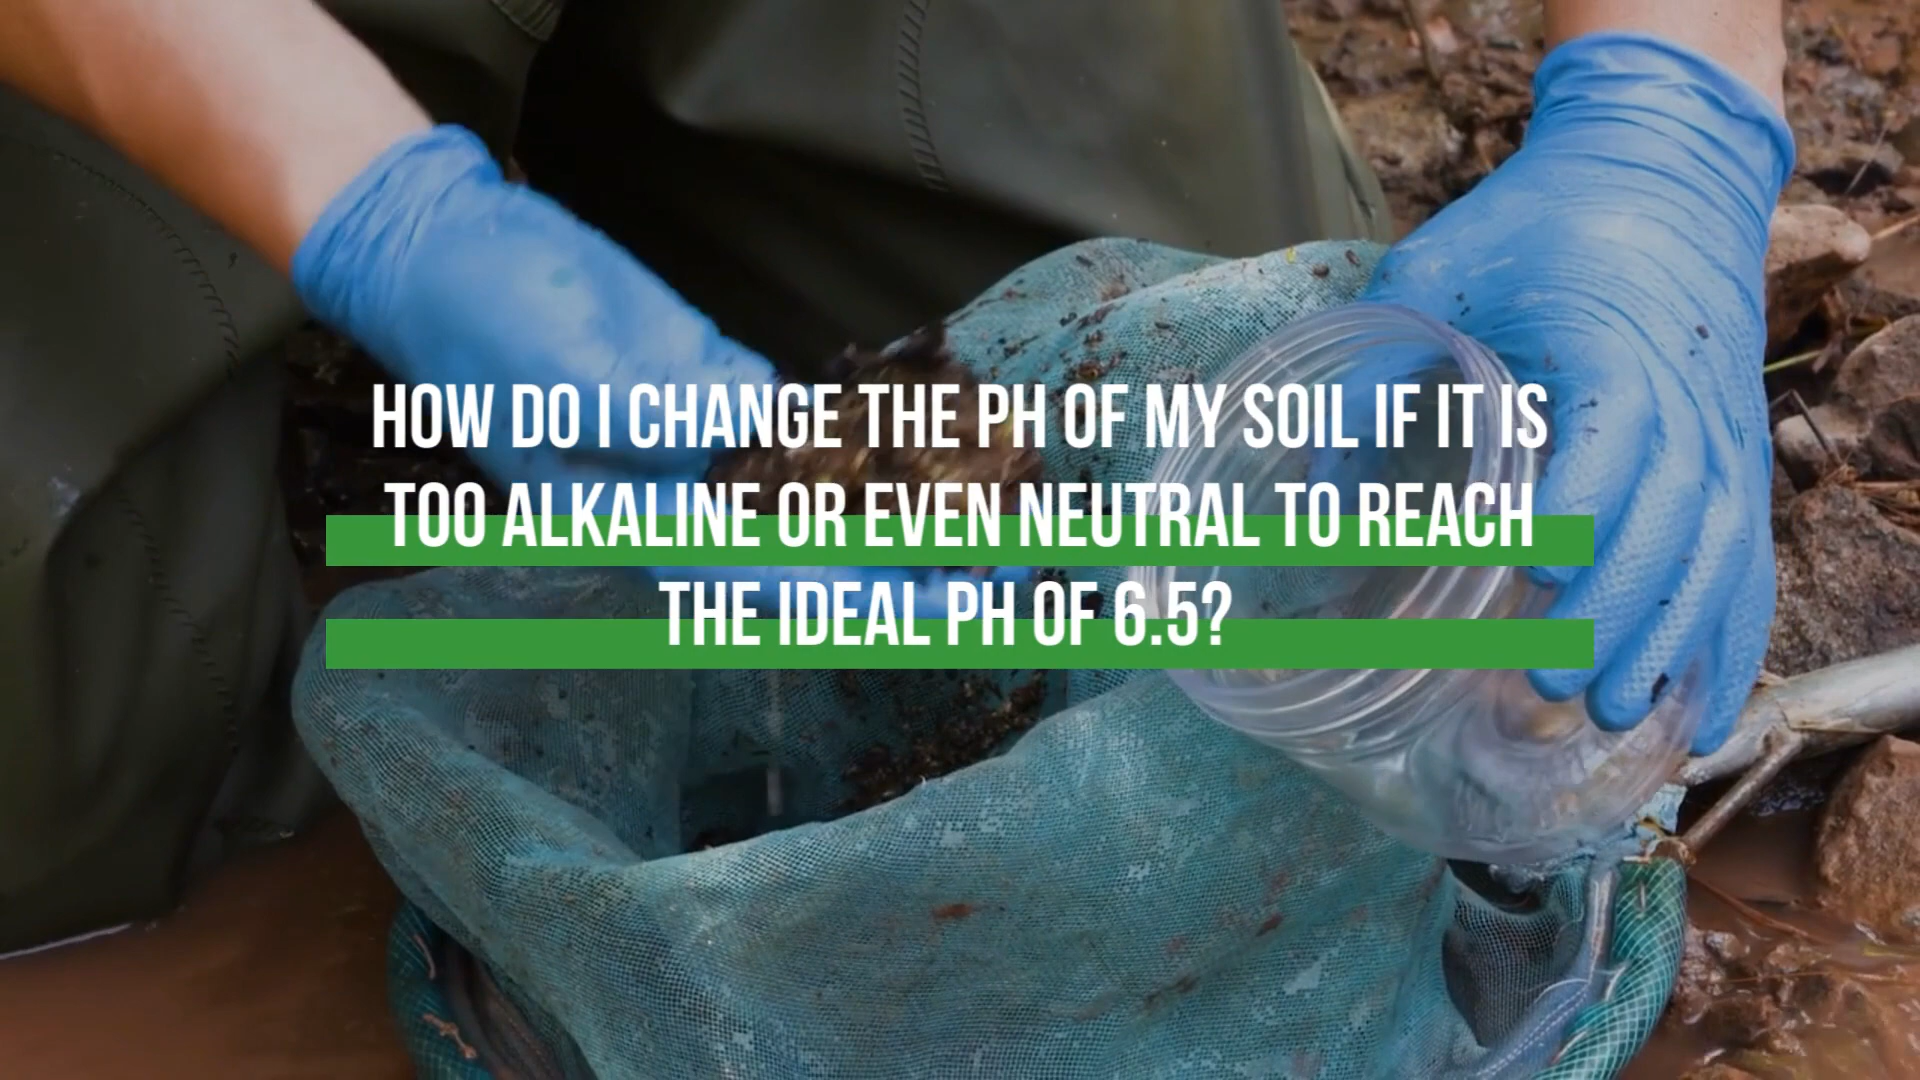 HOW DO I CHANGE THE PH OF MY SOIL IF IT IS
TOO ALKALINE OR EVEN NEUTRAL TO REACH
THE IDEAL PH OF 6.5?